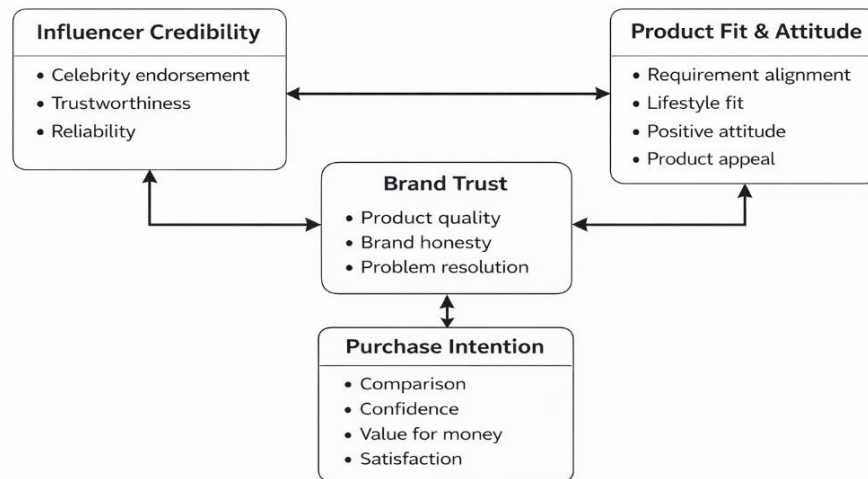 Influencer Credibility
• Celebrity endorsement
• Trustworthiness
• Reliability
Product Fit & Attitude
• Requirement alignment
• Lifestyle fit
• Positive attitude
• Product appeal
Brand Trust
• Product quality
• Brand honesty
• Problem resolution
Purchase Intention
• Comparison
• Confidence
• Value for money
• Satisfaction